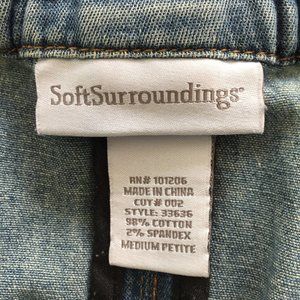 SoftSurroundings®
RN# 101206
MADE IN CHINA
CUT# 002
STYLE: 33636
98% COTTON
2% SPANDEX
MEDIUM PETITE